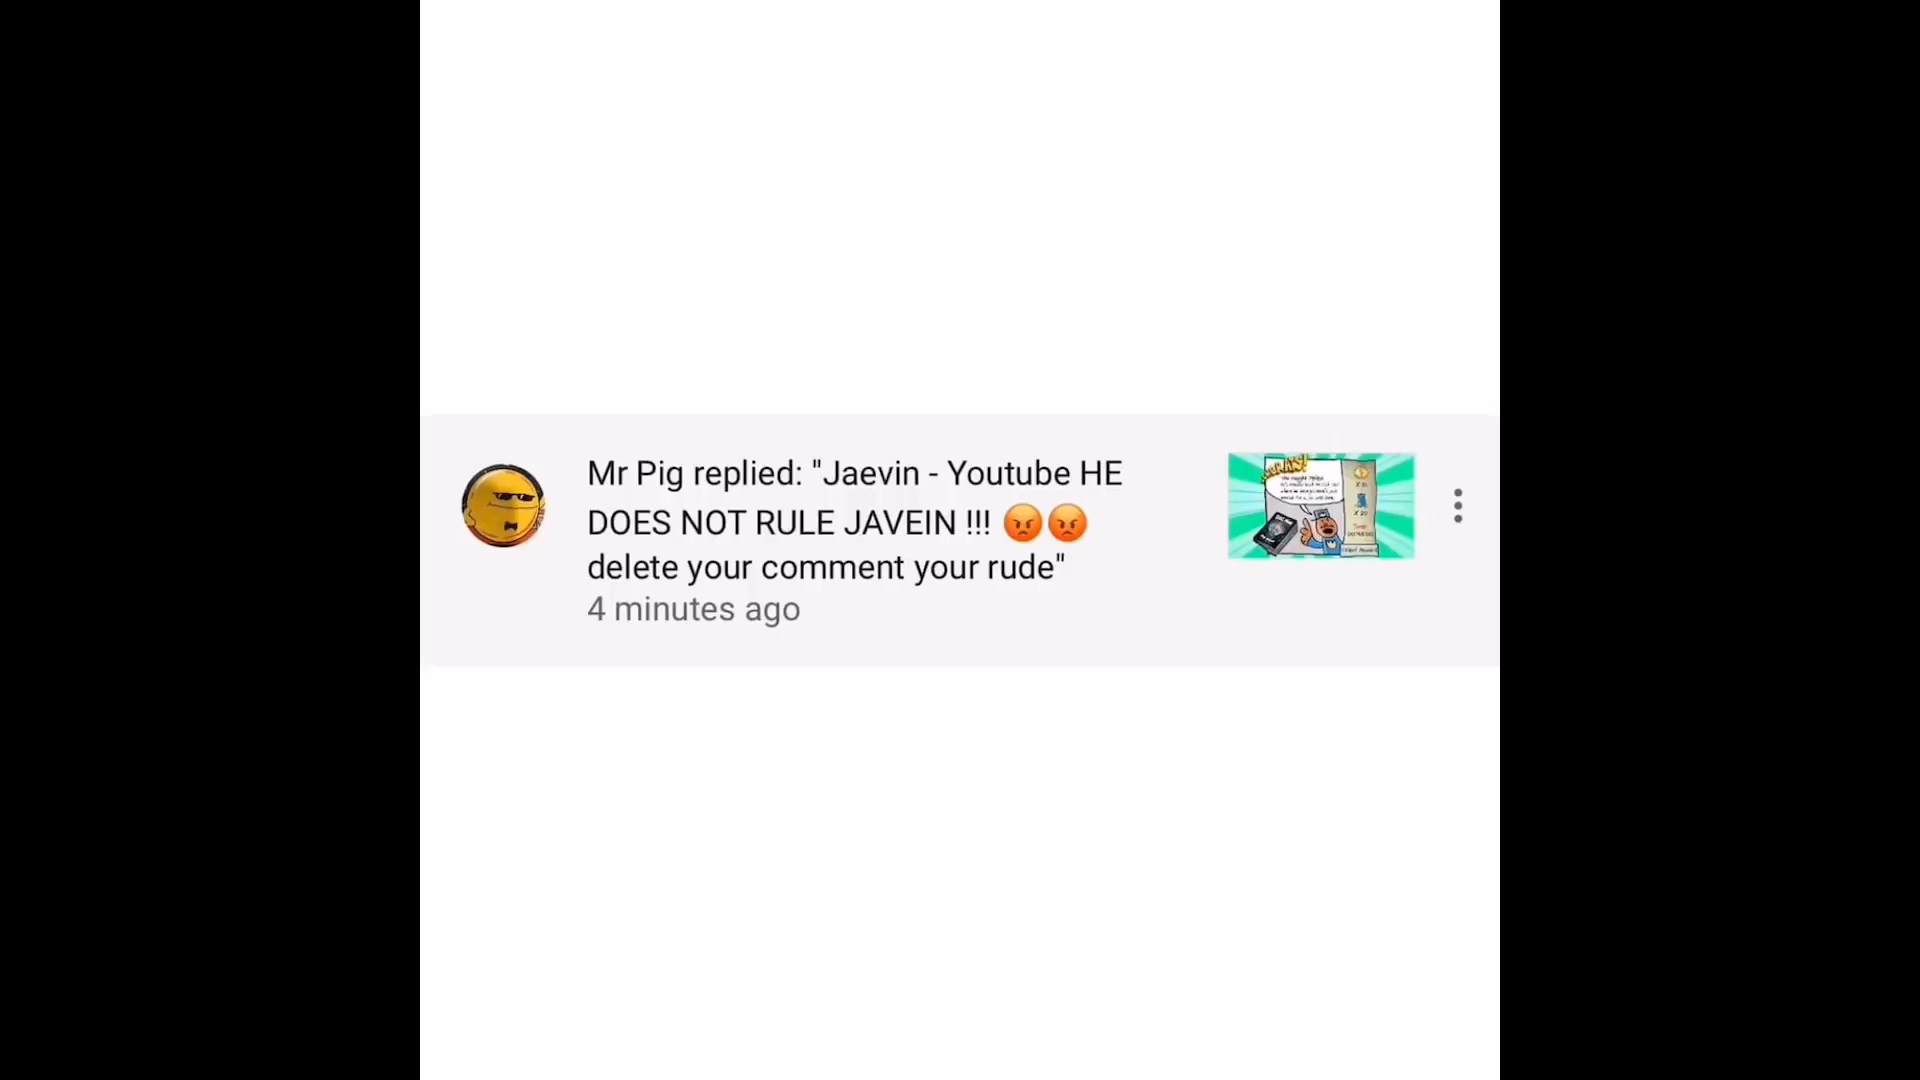 Mr Pig replied: "Jaevin - Youtube HE
DOES NOT RULE JAVEIN !!! 😡😡
delete your comment your rude"
4 minutes ago